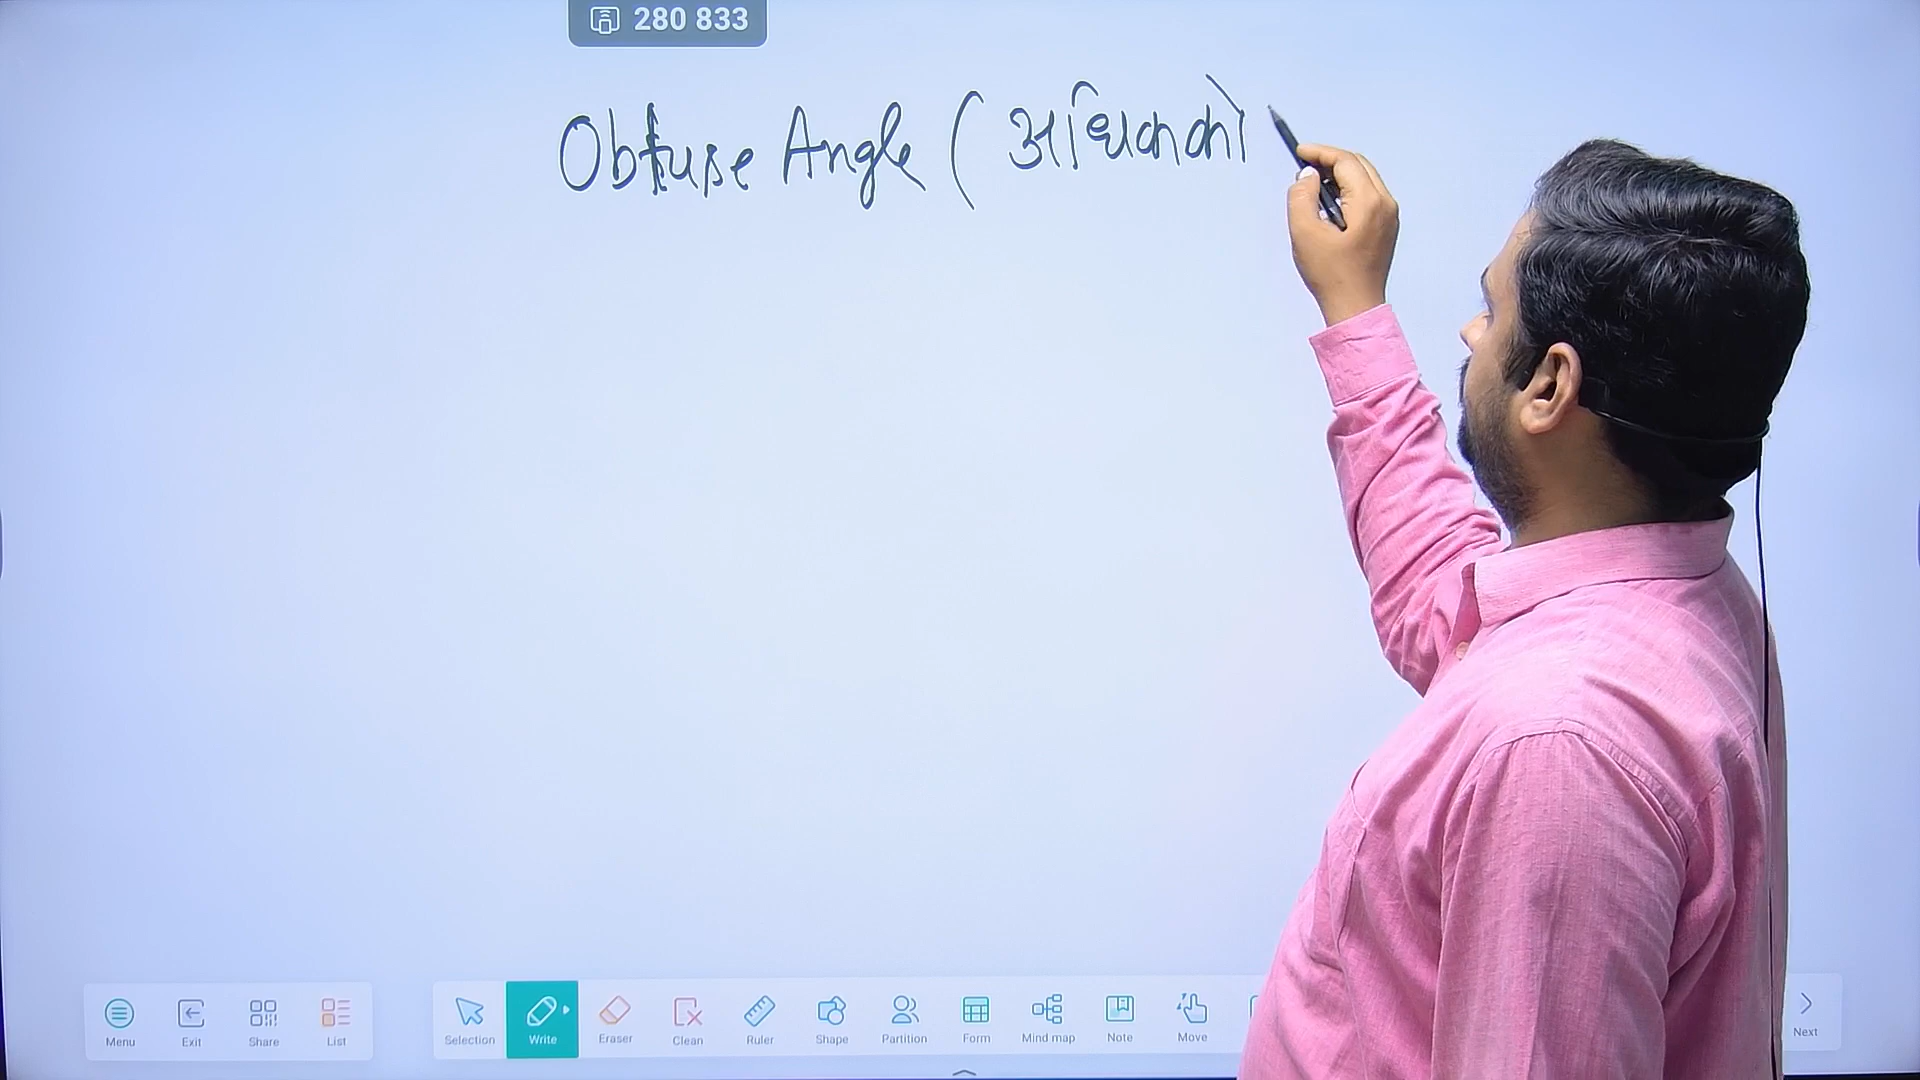 280 833
Obtuse Angle ( अधिकको
Menu Exit Share List Selection Write Eraser Clean Ruler Shape Partition Form Mind map Note Move Next